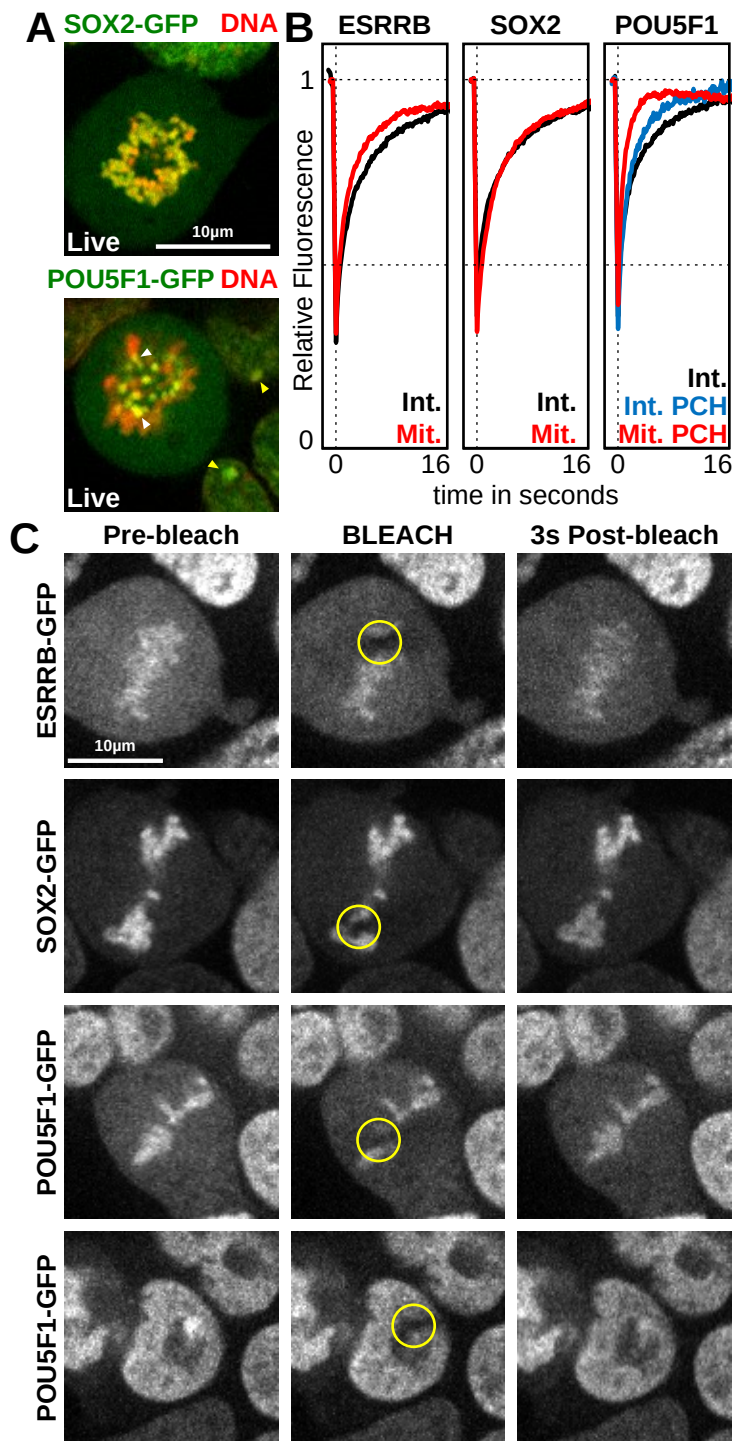 A
SOX2-GFP DNA
Live
10µm
POU5F1-GFP DNA
Live
B
ESRRB SOX2 POU5F1
Relative Fluorescence
1
0
Int.
Mit.
Int.
Mit.
Int.
Int. PCH
Mit. PCH
0 16 0 16 0 16
time in seconds
C
Pre-bleach BLEACH 3s Post-bleach
ESRRB-GFP
10µm
SOX2-GFP
POU5F1-GFP
POU5F1-GFP